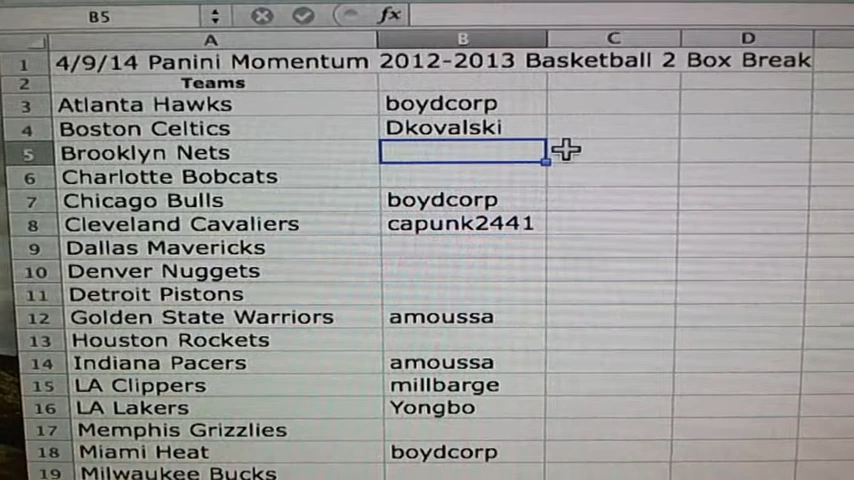 B5 fx
A B C D
1 4/9/14 Panini Momentum 2012-2013 Basketball 2 Box Break
2 Teams
3 Atlanta Hawks boydcorp
4 Boston Celtics Dkovalski
5 Brooklyn Nets
6 Charlotte Bobcats
7 Chicago Bulls boydcorp
8 Cleveland Cavaliers capunk2441
9 Dallas Mavericks
10 Denver Nuggets
11 Detroit Pistons
12 Golden State Warriors amoussa
13 Houston Rockets
14 Indiana Pacers amoussa
15 LA Clippers millbarge
16 LA Lakers Yongbo
17 Memphis Grizzlies
18 Miami Heat boydcorp
19 Milwaukee Bucks